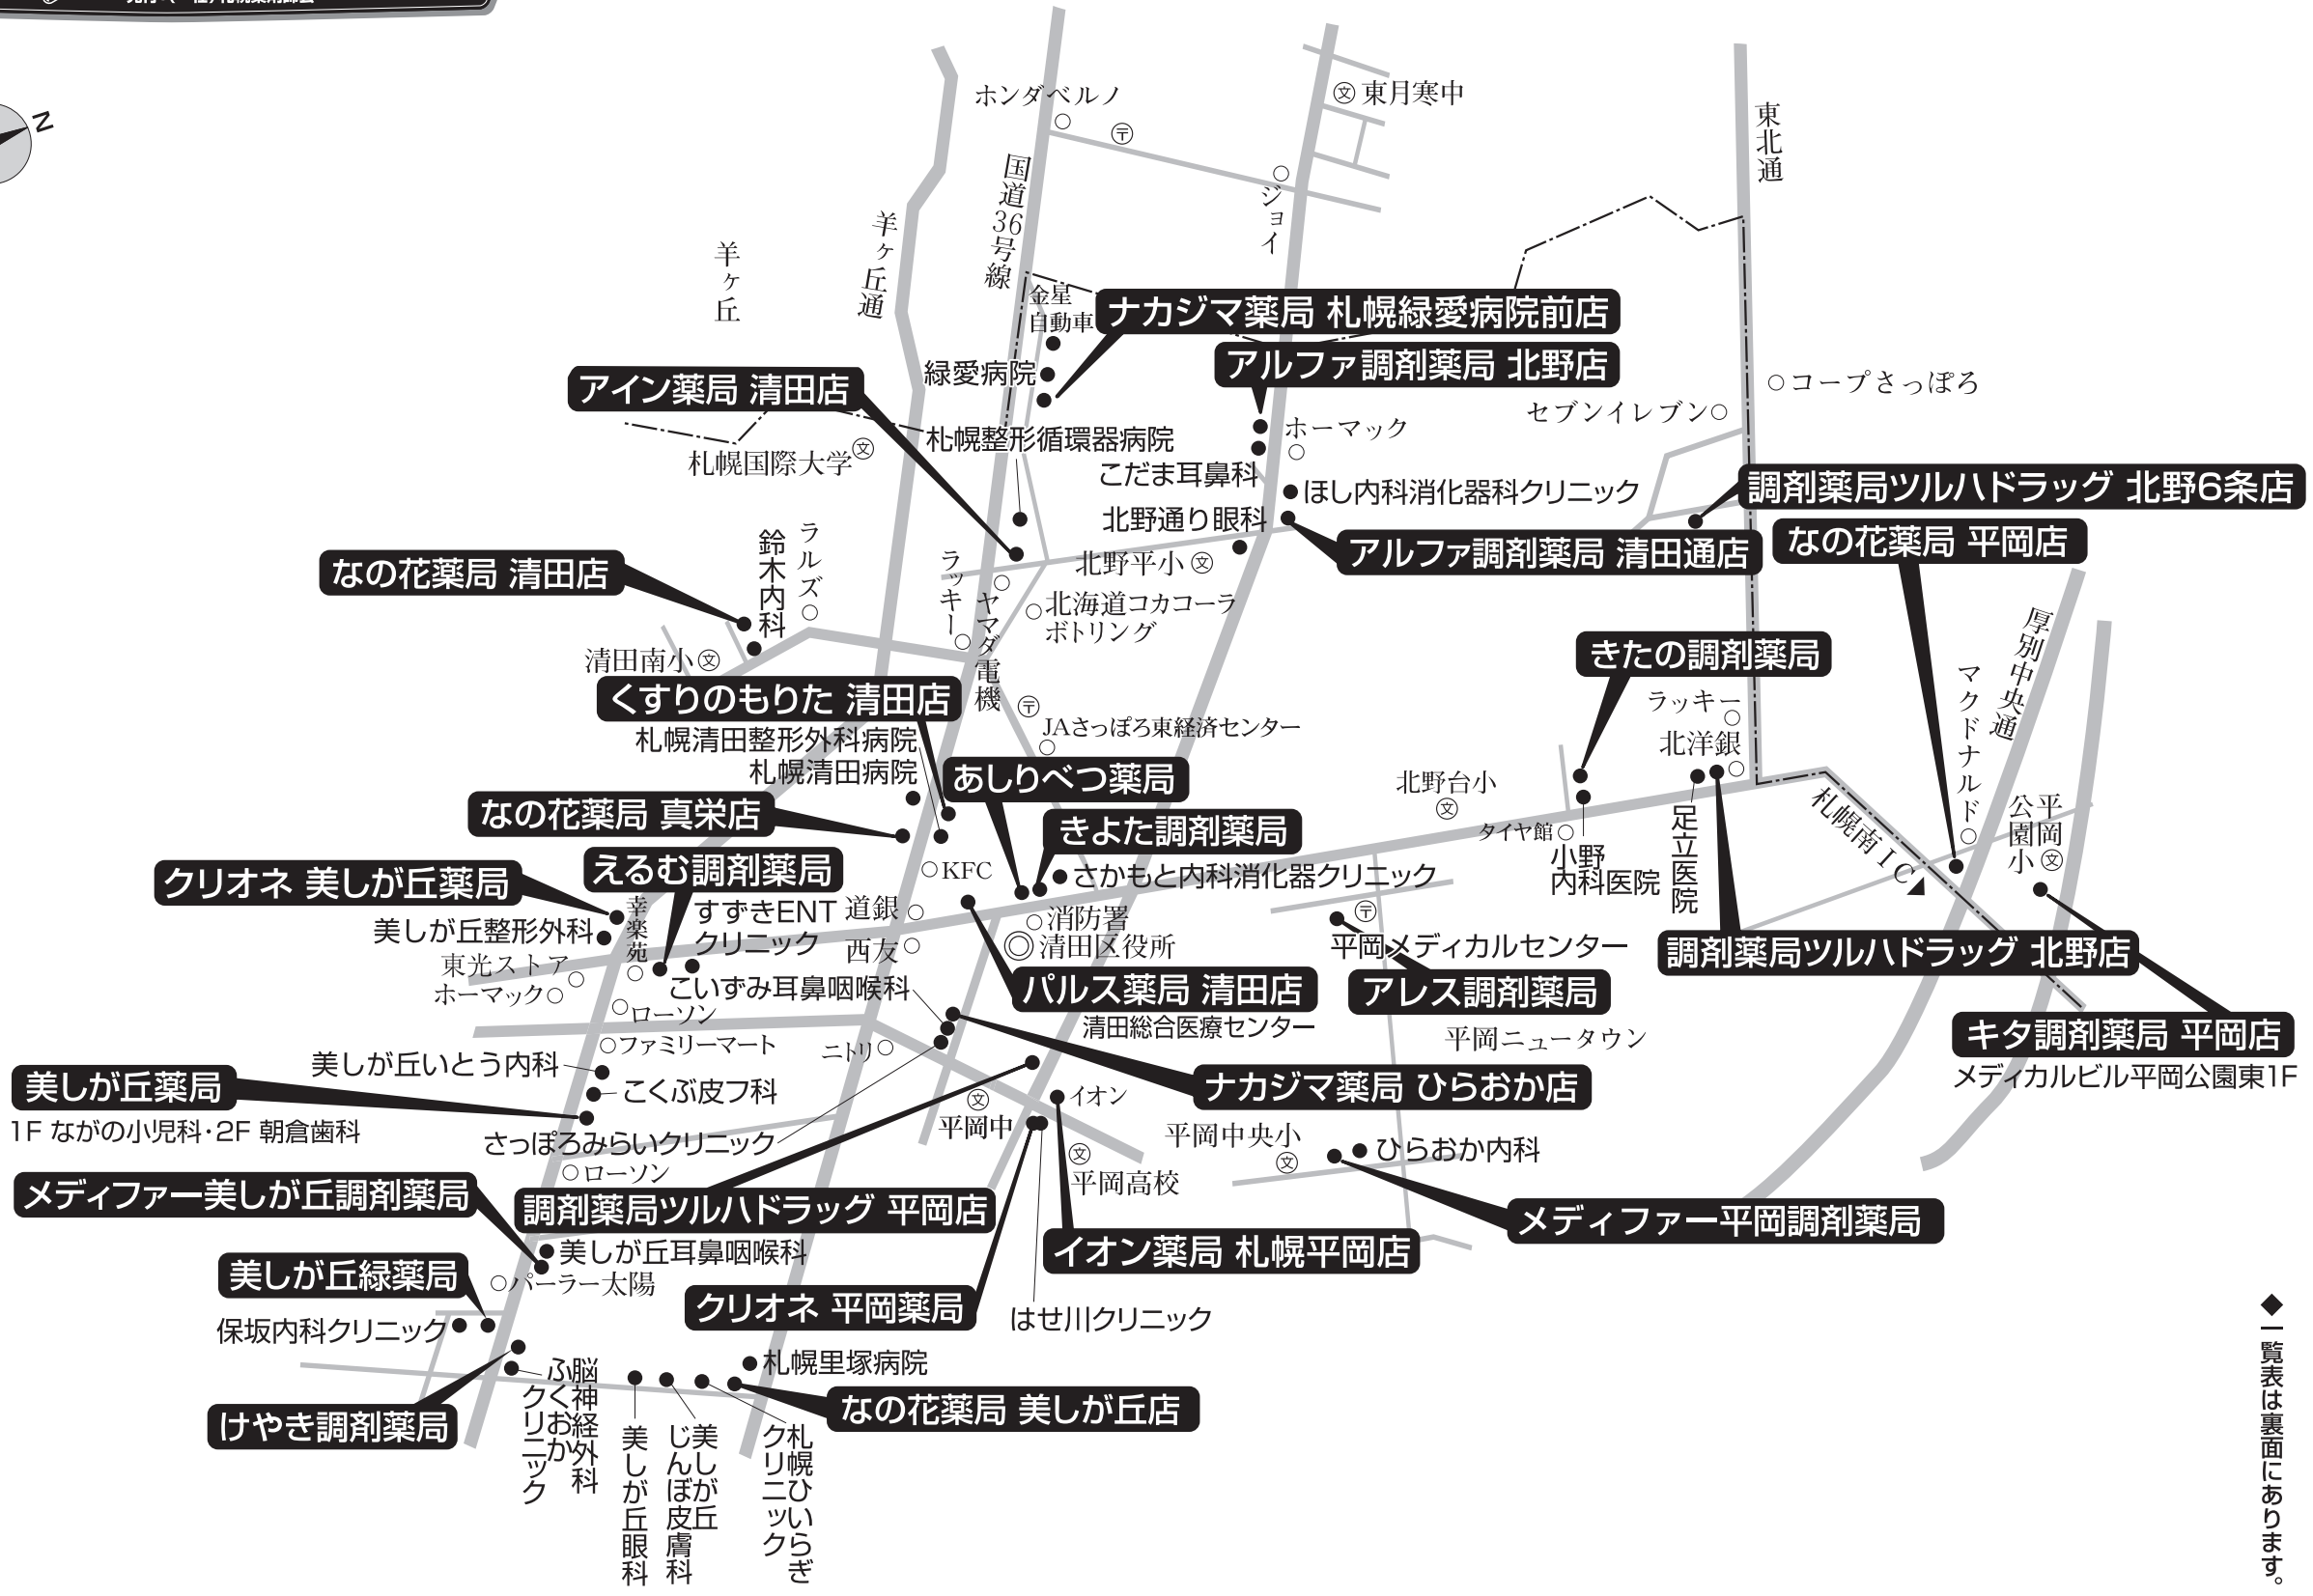 N
ホンダベルノ
〒
文 東月寒中
東北通
国道36号線
ジョイ
羊ヶ丘通
羊ヶ丘
金星
自動車
ナカジマ薬局 札幌緑愛病院前店
緑愛病院
アルファ調剤薬局 北野店
アイン薬局 清田店
コープさっぽろ
セブンイレブン
ホーマック
札幌整形循環器病院
札幌国際大学 文
こだま耳鼻科
ほし内科消化器科クリニック
調剤薬局ツルハドラッグ 北野6条店
北野通り眼科
アルファ調剤薬局 清田通店
なの花薬局 平岡店
ラルズ
鈴木内科
なの花薬局 清田店
ラッキー
ヤマダ電機
北野平小 文
北海道コカコーラ
ボトリング
厚別中央通
清田南小 文
きたの調剤薬局
マクドナルド
くすりのもりた 清田店
〒
JAさっぽろ東経済センター
ラッキー
北洋銀
札幌清田整形外科病院
札幌清田病院
あしりべつ薬局
北野台小
文
なの花薬局 真栄店
きよた調剤薬局
タイヤ館
小野
内科医院
足立医院
札幌南IC
平岡
公園小 文
えるむ調剤薬局
KFC
さかもと内科消化器クリニック
クリオネ 美しが丘薬局
幸楽苑
すずきENT
クリニック
道銀
消防署
〒
美しが丘整形外科
西友
清田区役所
平岡メディカルセンター
調剤薬局ツルハドラッグ 北野店
東光ストア
ホーマック
こいずみ耳鼻咽喉科
パルス薬局 清田店
清田総合医療センター
アレス調剤薬局
ローソン
平岡ニュータウン
キタ調剤薬局 平岡店
メディカルビル平岡公園東1F
ファミリーマート
ニトリ
美しが丘いとう内科
美しが丘薬局
1F ながの小児科・2F 朝倉歯科
こくぶ皮フ科
ナカジマ薬局 ひらおか店
文
平岡中
イオン
さっぽろみらいクリニック
平岡中央小
文
ひらおか内科
ローソン
文
平岡高校
メディファー美しが丘調剤薬局
調剤薬局ツルハドラッグ 平岡店
メディファー平岡調剤薬局
美しが丘耳鼻咽喉科
イオン薬局 札幌平岡店
美しが丘緑薬局
パーラー太陽
クリオネ 平岡薬局
はせ川クリニック
保坂内科クリニック
札幌里塚病院
なの花薬局 美しが丘店
けやき調剤薬局
脳神経外科
ふくおか
クリニック
美しが丘眼科
美しが丘
じんぼ皮膚科
札幌ひいらぎ
クリニック
◆一覧表は裏面にあります。